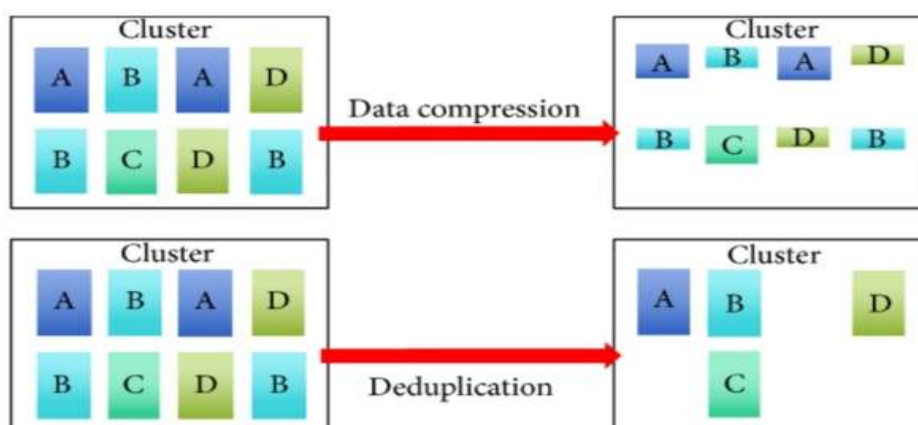 Cluster
A B A D
B C D B
Data compression
Cluster
A B A D
B C D B
Cluster
A B A D
B C D B
Deduplication
Cluster
A B D
C